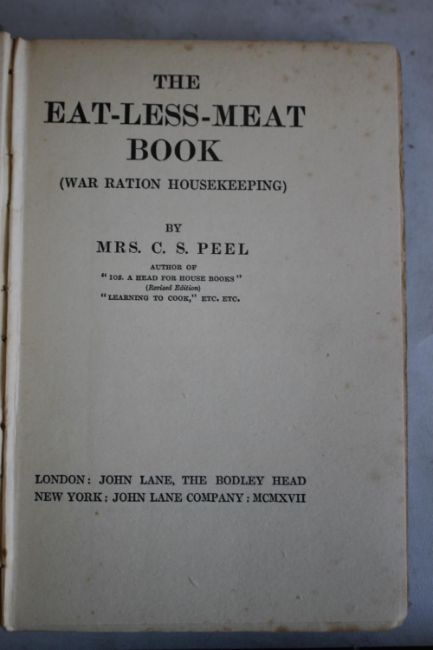 THE
EAT-LESS-MEAT
BOOK
(WAR RATION HOUSEKEEPING)
BY
MRS. C. S. PEEL
AUTHOR OF
"10S. A HEAD FOR HOUSE BOOKS"
(Revised Edition)
"LEARNING TO COOK," ETC. ETC.
LONDON: JOHN LANE, THE BODLEY HEAD
NEW YORK: JOHN LANE COMPANY: MCMXVII